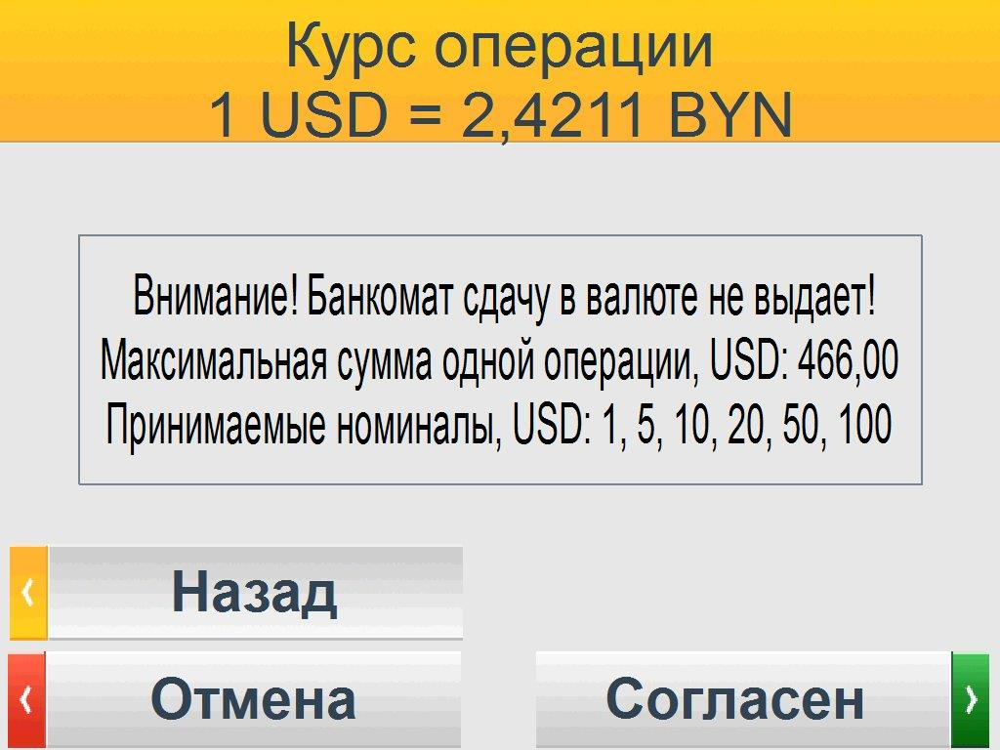 Курс операции
1 USD = 2,4211 BYN
Внимание! Банкомат сдачу в валюте не выдает!
Максимальная сумма одной операции, USD: 466,00
Принимаемые номиналы, USD: 1, 5, 10, 20, 50, 100
Назад
Отмена
Согласен